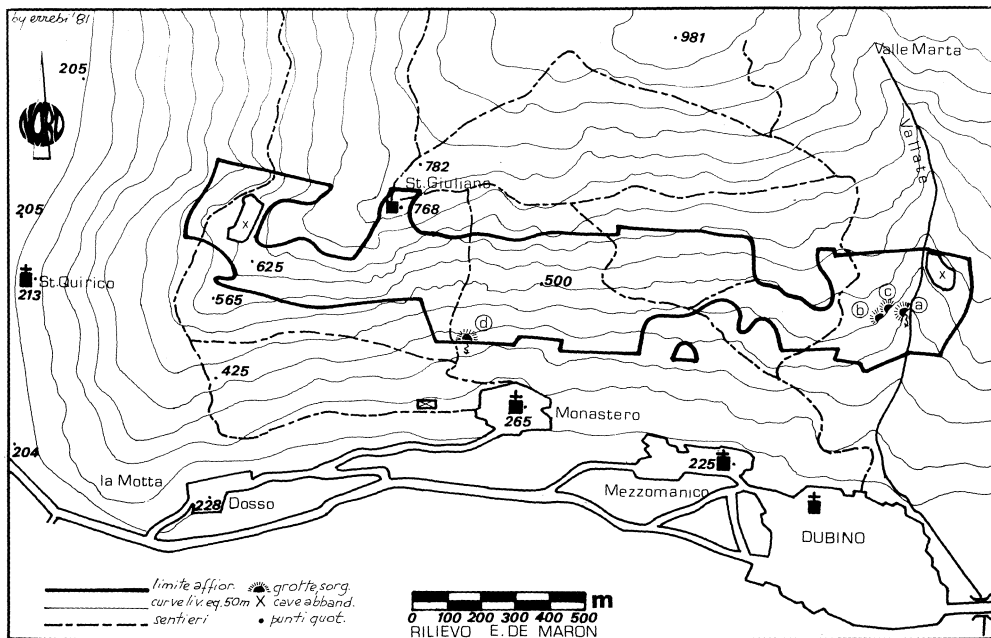 by errebi '81
981
205
Valle Marta
NORD
Vallate
782
St. Giuliano
768
205
x
625
x
St. Quirico
213
565
500
c
b
a
d
425
Monastero
265
204
la Motta
225
Mezzomanico
228 Dosso
DUBINO
limite affior. grotte, sorg.
curve liv. eq. 50m X cave abband.
sentieri • punti quot.
0 100 200 300 400 500 m
RILIEVO E. DE MARON